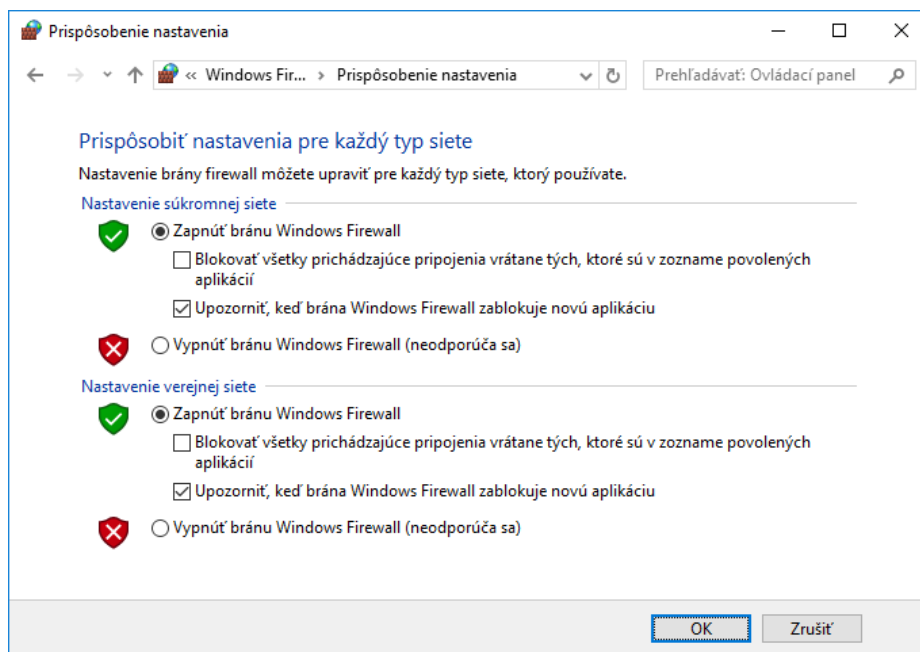 Prispôsobenie nastavenia
« Windows Fir... › Prispôsobenie nastavenia
Prehľadávať: Ovládací panel
Prispôsobiť nastavenia pre každý typ siete
Nastavenie brány firewall môžete upraviť pre každý typ siete, ktorý používate.
Nastavenie súkromnej siete
Zapnúť bránu Windows Firewall
Blokovať všetky prichádzajúce pripojenia vrátane tých, ktoré sú v zozname povolených
aplikácií
Upozorniť, keď brána Windows Firewall zablokuje novú aplikáciu
Vypnúť bránu Windows Firewall (neodporúča sa)
Nastavenie verejnej siete
Zapnúť bránu Windows Firewall
Blokovať všetky prichádzajúce pripojenia vrátane tých, ktoré sú v zozname povolených
aplikácií
Upozorniť, keď brána Windows Firewall zablokuje novú aplikáciu
Vypnúť bránu Windows Firewall (neodporúča sa)
OK
Zrušiť